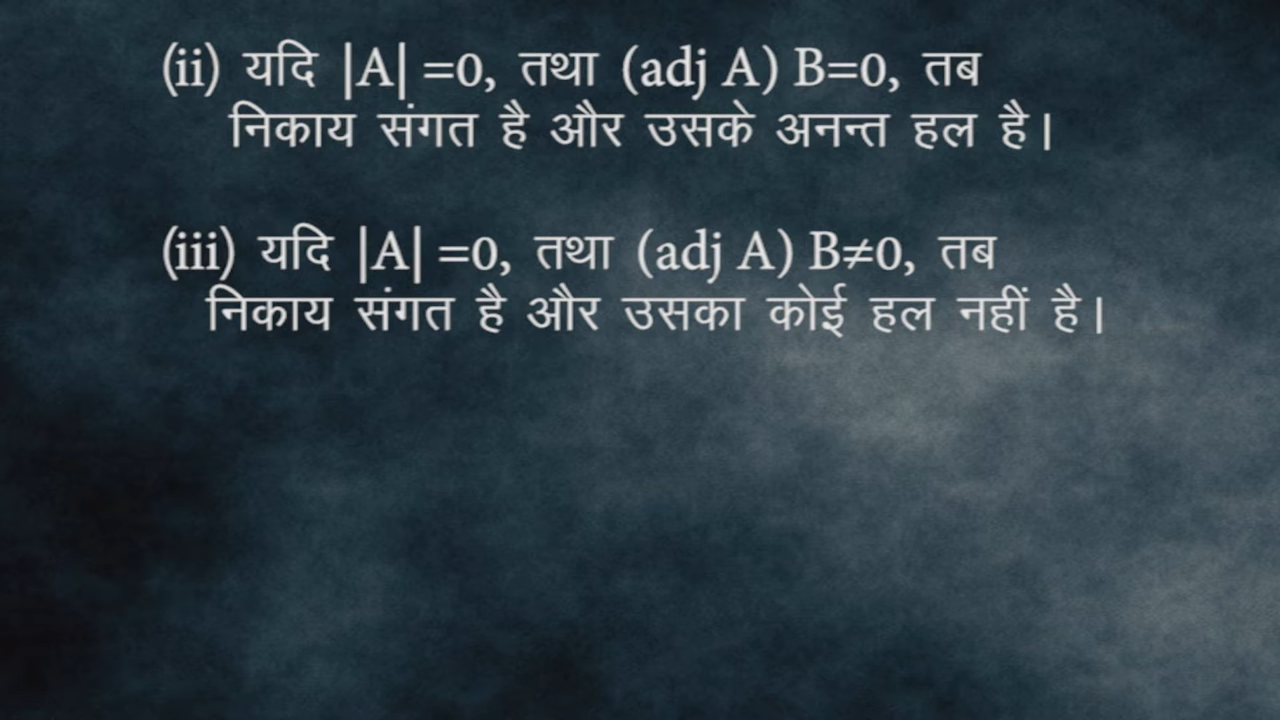 (ii) यदि |A| =0, तथा (adj A) B=0, तब
निकाय संगत है और उसके अनन्त हल है।
(iii) यदि |A| =0, तथा (adj A) B≠0, तब
निकाय संगत है और उसका कोई हल नहीं है।